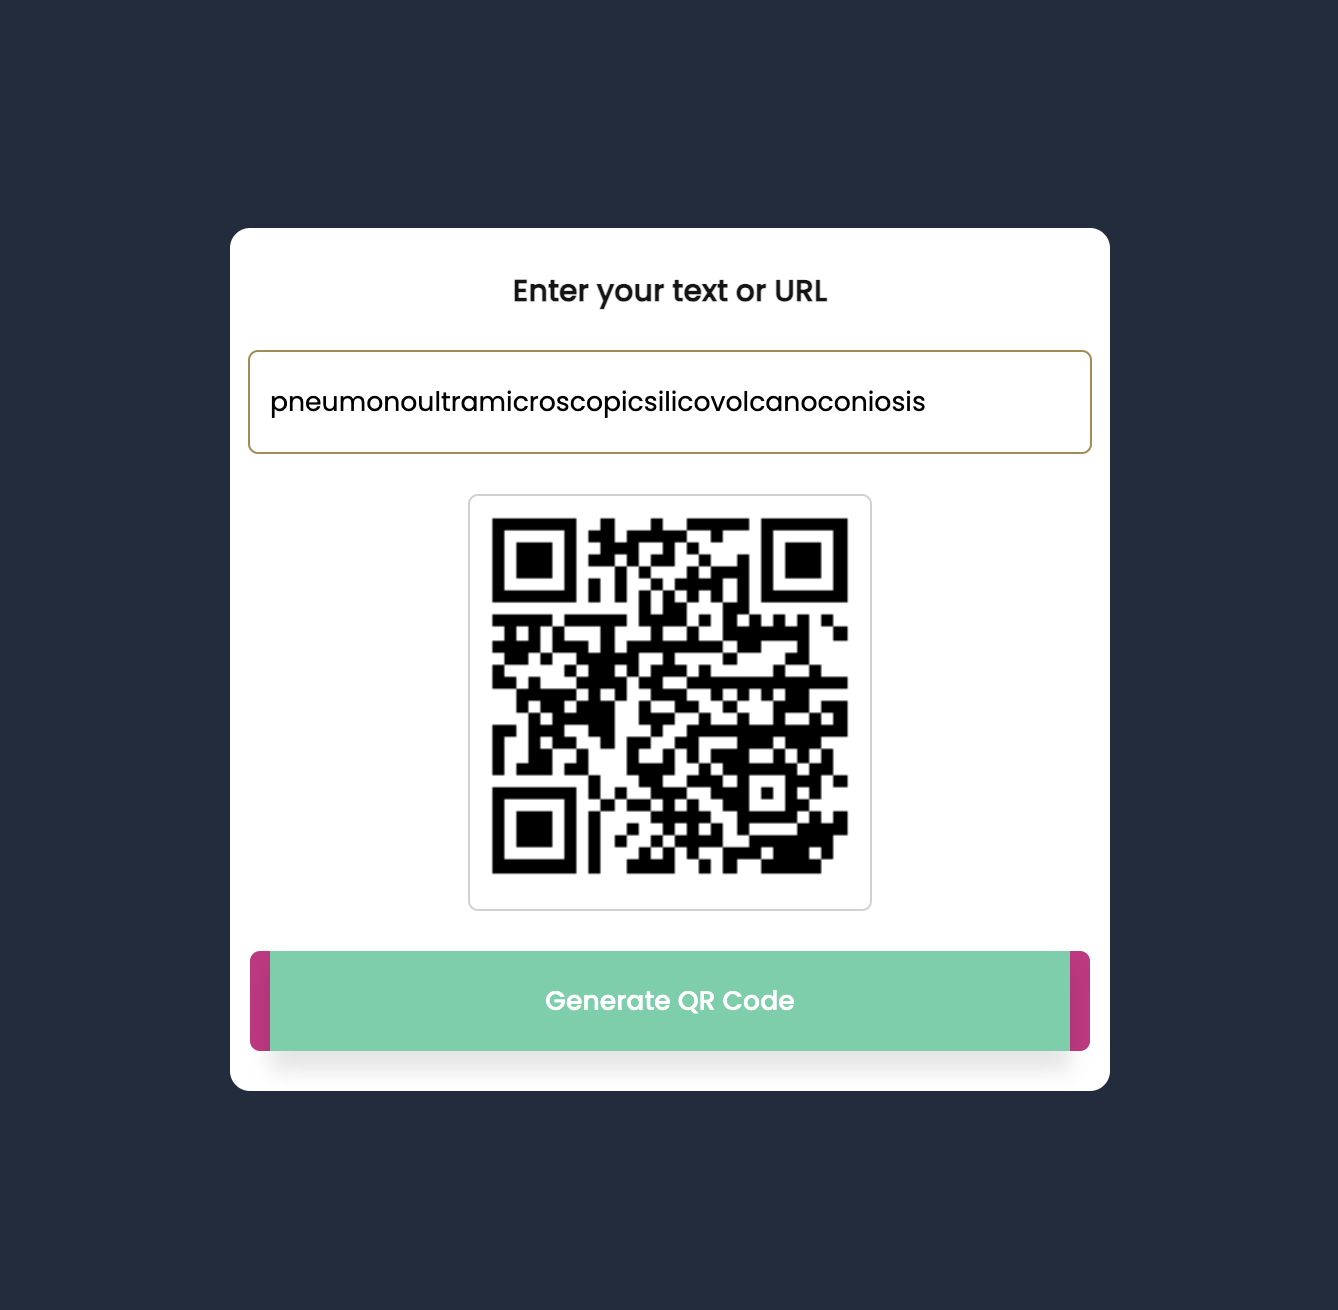 Enter your text or URL
pneumonoultramicroscopicsilicovolcanoconiosis
Generate QR Code